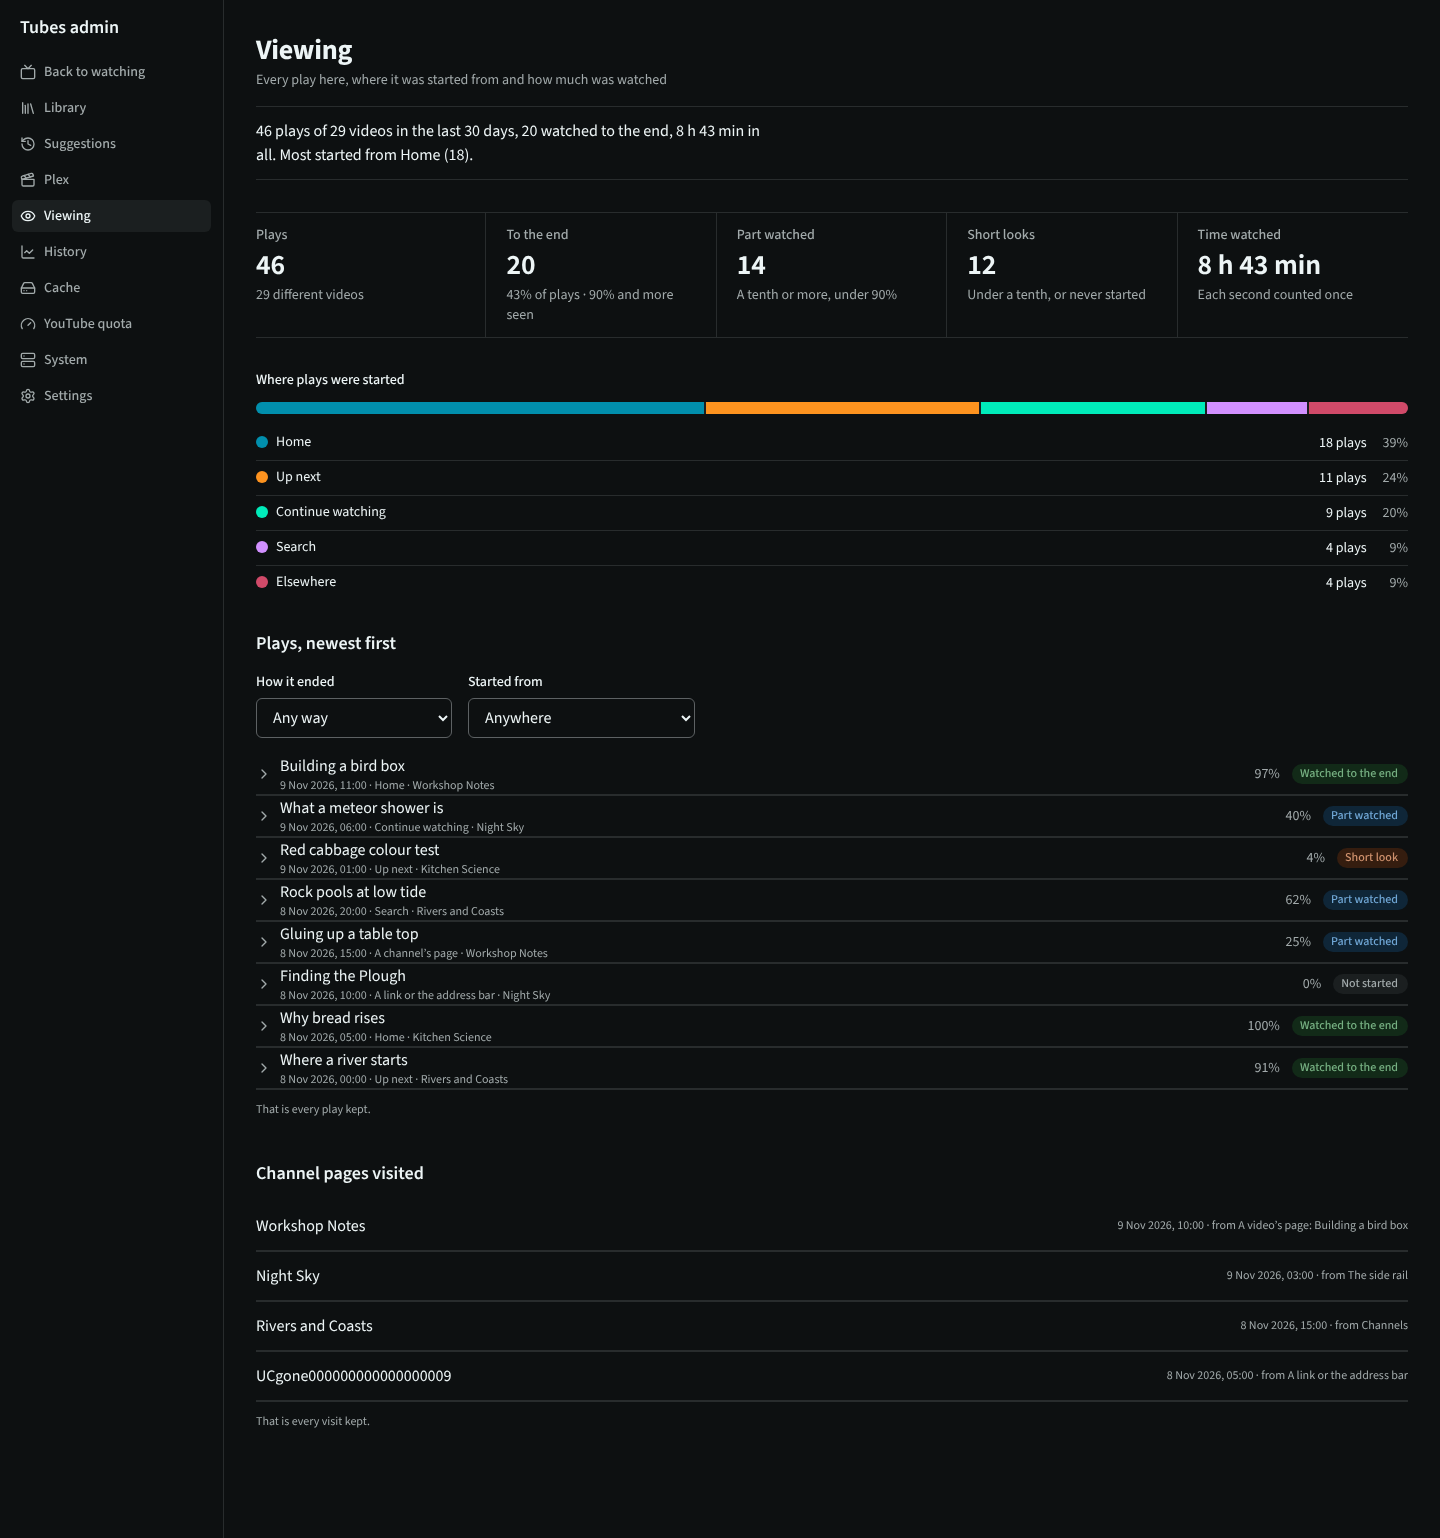 Tubes admin
Back to watching
Library
Suggestions
Plex
Viewing
History
Cache
YouTube quota
System
Settings
Viewing
Every play here, where it was started from and how much was watched
46 plays of 29 videos in the last 30 days, 20 watched to the end, 8 h 43 min in
all. Most started from Home (18).
Plays
46
29 different videos
To the end
20
43% of plays · 90% and more
seen
Part watched
14
A tenth or more, under 90%
Short looks
12
Under a tenth, or never started
Time watched
8 h 43 min
Each second counted once
Where plays were started
Home 18 plays 39%
Up next 11 plays 24%
Continue watching 9 plays 20%
Search 4 plays 9%
Elsewhere 4 plays 9%
Plays, newest first
How it ended Started from
Any way Anywhere
Building a bird box
9 Nov 2026, 11:00 · Home · Workshop Notes
97% Watched to the end
What a meteor shower is
9 Nov 2026, 06:00 · Continue watching · Night Sky
40% Part watched
Red cabbage colour test
9 Nov 2026, 01:00 · Up next · Kitchen Science
4% Short look
Rock pools at low tide
8 Nov 2026, 20:00 · Search · Rivers and Coasts
62% Part watched
Gluing up a table top
8 Nov 2026, 15:00 · A channel’s page · Workshop Notes
25% Part watched
Finding the Plough
8 Nov 2026, 10:00 · A link or the address bar · Night Sky
0% Not started
Why bread rises
8 Nov 2026, 05:00 · Home · Kitchen Science
100% Watched to the end
Where a river starts
8 Nov 2026, 00:00 · Up next · Rivers and Coasts
91% Watched to the end
That is every play kept.
Channel pages visited
Workshop Notes 9 Nov 2026, 10:00 · from A video’s page: Building a bird box
Night Sky 9 Nov 2026, 03:00 · from The side rail
Rivers and Coasts 8 Nov 2026, 15:00 · from Channels
UCgone000000000000000009 8 Nov 2026, 05:00 · from A link or the address bar
That is every visit kept.